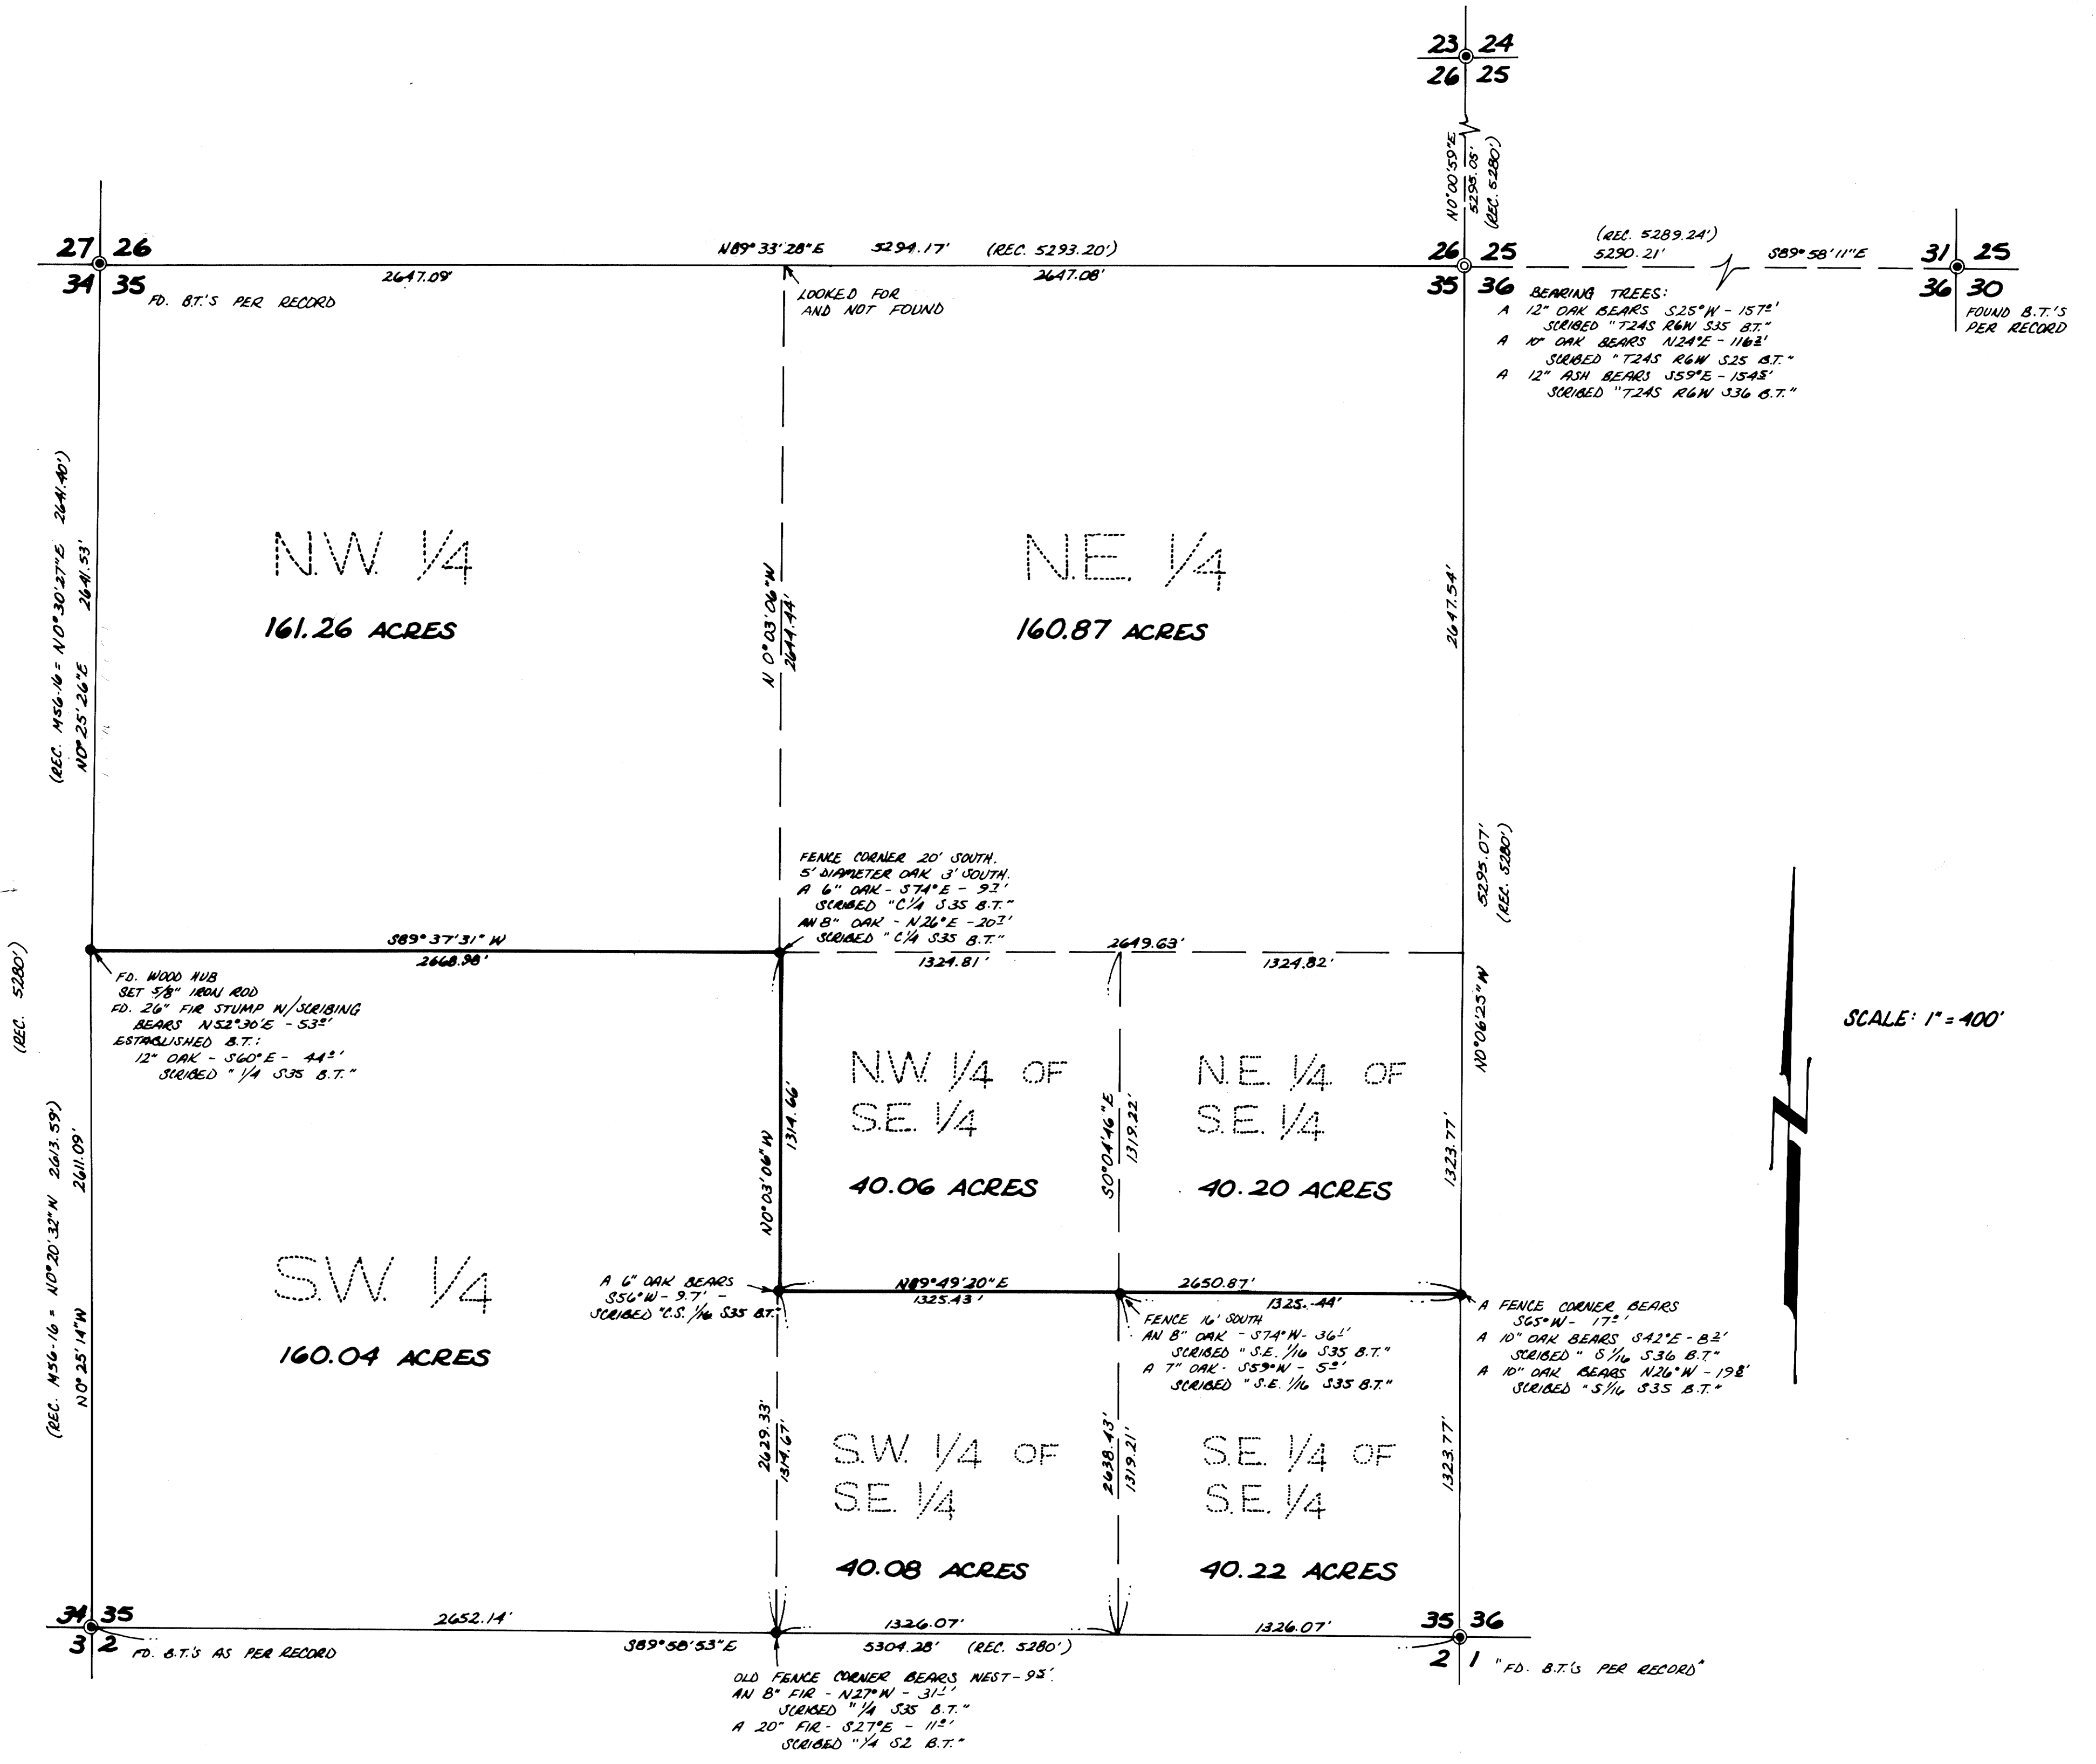 23 24
26 25
N0°00'59"E
5295.05'
(REC. 5280')
27 26
34 35
FD. B.T.'S PER RECORD
N89°33'28"E 5294.17' (REC. 5293.20')
2647.09' 2647.08'
LOOKED FOR
AND NOT FOUND
26 25
35 36
(REC. 5289.24')
5290.21' S89°58'11"E
31 25
36 30
FOUND B.T.'S
PER RECORD
BEARING TREES:
A 12" OAK BEARS S25°W - 157
SCRIBED "T24S R6W S35 B.T."
A 10" OAK BEARS N24°E - 116
SCRIBED "T24S R6W S25 B.T."
A 12" ASH BEARS S59°E - 154
SCRIBED "T24S R6W S36 B.T."
(REC. M56-16 = N0°30'27"E 2641.40')
N0°25'26"E 2641.53'
N.W. 1/4
161.26 ACRES
N 0°03'06"W
2644.44'
N.E. 1/4
160.87 ACRES
2647.54'
5295.07'
(REC. 5280')
N0°06'25"W
FENCE CORNER 20' SOUTH.
5' DIAMETER OAK 3' SOUTH.
A 6" OAK - S74°E - 9
SCRIBED "C1/4 S35 B.T."
AN 8" OAK - N26°E - 20
SCRIBED "C1/4 S35 B.T."
S89°37'31"W
2668.98'
2649.63'
1324.81' 1324.82'
FD. WOOD HUB
SET 5/8" IRON ROD
FD. 26" FIR STUMP W/SCRIBING
BEARS N52°30'E - 53
ESTABLISHED B.T.:
12" OAK - S60°E - 44
SCRIBED "1/4 S35 B.T."
(REC. 5280')
(REC. M56-16 = N0°20'32"W 2613.59')
N0°25'14"W 2611.09'
SCALE: 1" = 400'
N0°03'06"W
1314.66'
N.W. 1/4 OF
S.E. 1/4
40.06 ACRES
S0°04'46"E
1319.22'
N.E. 1/4 OF
S.E. 1/4
40.20 ACRES
1323.77'
S.W. 1/4
160.04 ACRES
A 6" OAK BEARS
S56°W - 9.7' -
SCRIBED "C.S. 1/16 S35 B.T."
N89°49'20"E 2650.87'
1325.43' 1325.44'
FENCE 16' SOUTH
AN 8" OAK - S74°W - 36
SCRIBED "S.E. 1/16 S35 B.T."
A 7" OAK - S59°W - 5
SCRIBED "S.E. 1/16 S35 B.T."
A FENCE CORNER BEARS
S65°W - 17
A 10" OAK BEARS S42°E - 8
SCRIBED "S 1/16 S36 B.T."
A 10" OAK BEARS N26°W - 19
SCRIBED "S1/16 S35 B.T."
2629.33'
1314.67'
S.W. 1/4 OF
S.E. 1/4
40.08 ACRES
2638.43'
1319.21'
S.E. 1/4 OF
S.E. 1/4
40.22 ACRES
1323.77'
34 35
3 2
FD. B.T.'S AS PER RECORD
2652.14' 1326.07' 1326.07'
S89°58'53"E 5304.28' (REC. 5280')
35 36
2 1
"FD. B.T.'S PER RECORD"
OLD FENCE CORNER BEARS WEST - 9
AN 8" FIR - N27°W - 31
SCRIBED "1/4 S35 B.T."
A 20" FIR - S27°E - 11
SCRIBED "1/4 S2 B.T."